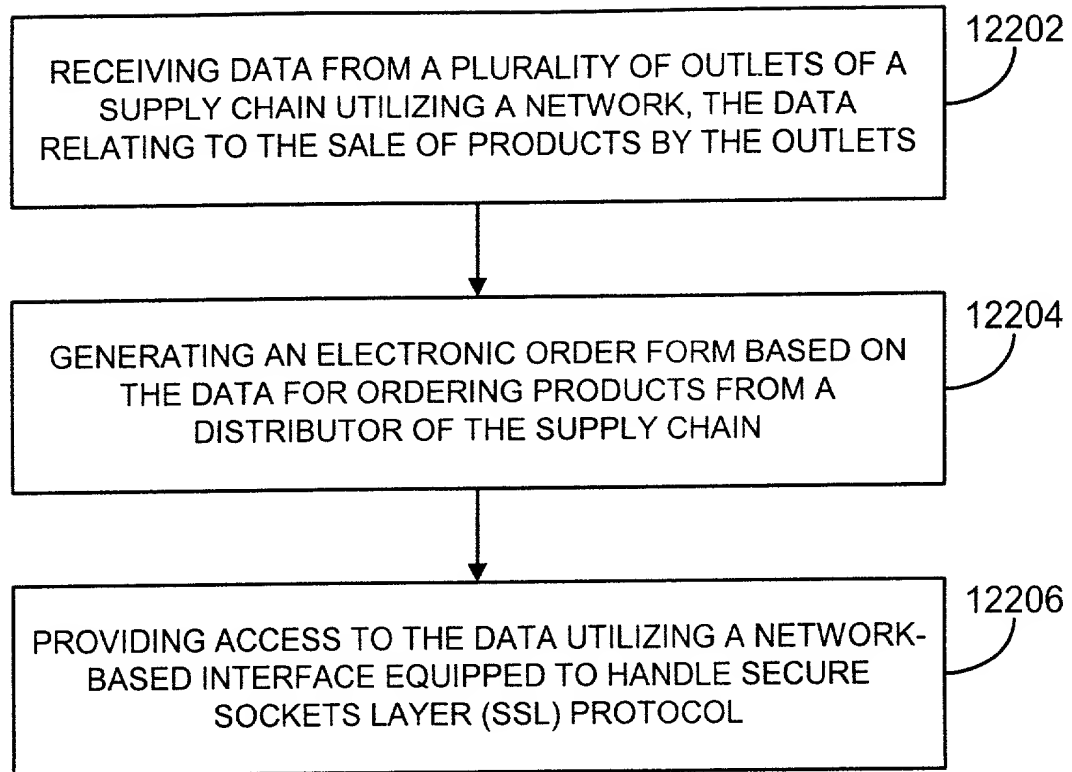 12202
RECEIVING DATA FROM A PLURALITY OF OUTLETS OF A
SUPPLY CHAIN UTILIZING A NETWORK, THE DATA
RELATING TO THE SALE OF PRODUCTS BY THE OUTLETS
12204
GENERATING AN ELECTRONIC ORDER FORM BASED ON
THE DATA FOR ORDERING PRODUCTS FROM A
DISTRIBUTOR OF THE SUPPLY CHAIN
12206
PROVIDING ACCESS TO THE DATA UTILIZING A NETWORK-
BASED INTERFACE EQUIPPED TO HANDLE SECURE
SOCKETS LAYER (SSL) PROTOCOL